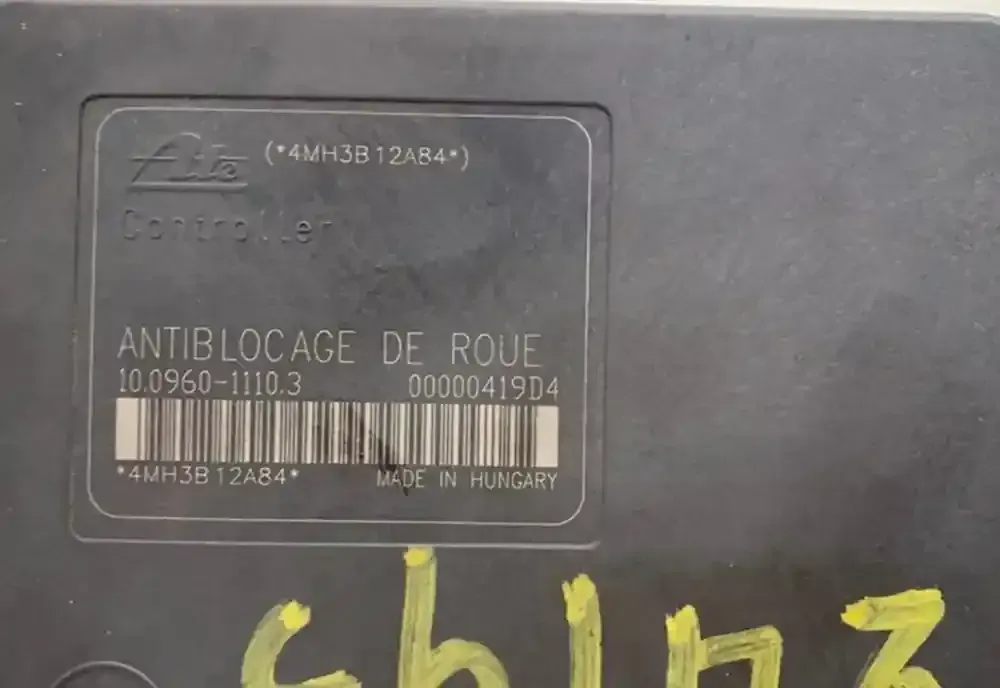 Ate (*4MH3B12A84*)
Controller
ANTIBLOCAGE DE ROUE
10.0960-1110.3 00000419D4
*4MH3B12A84* MADE IN HUNGARY